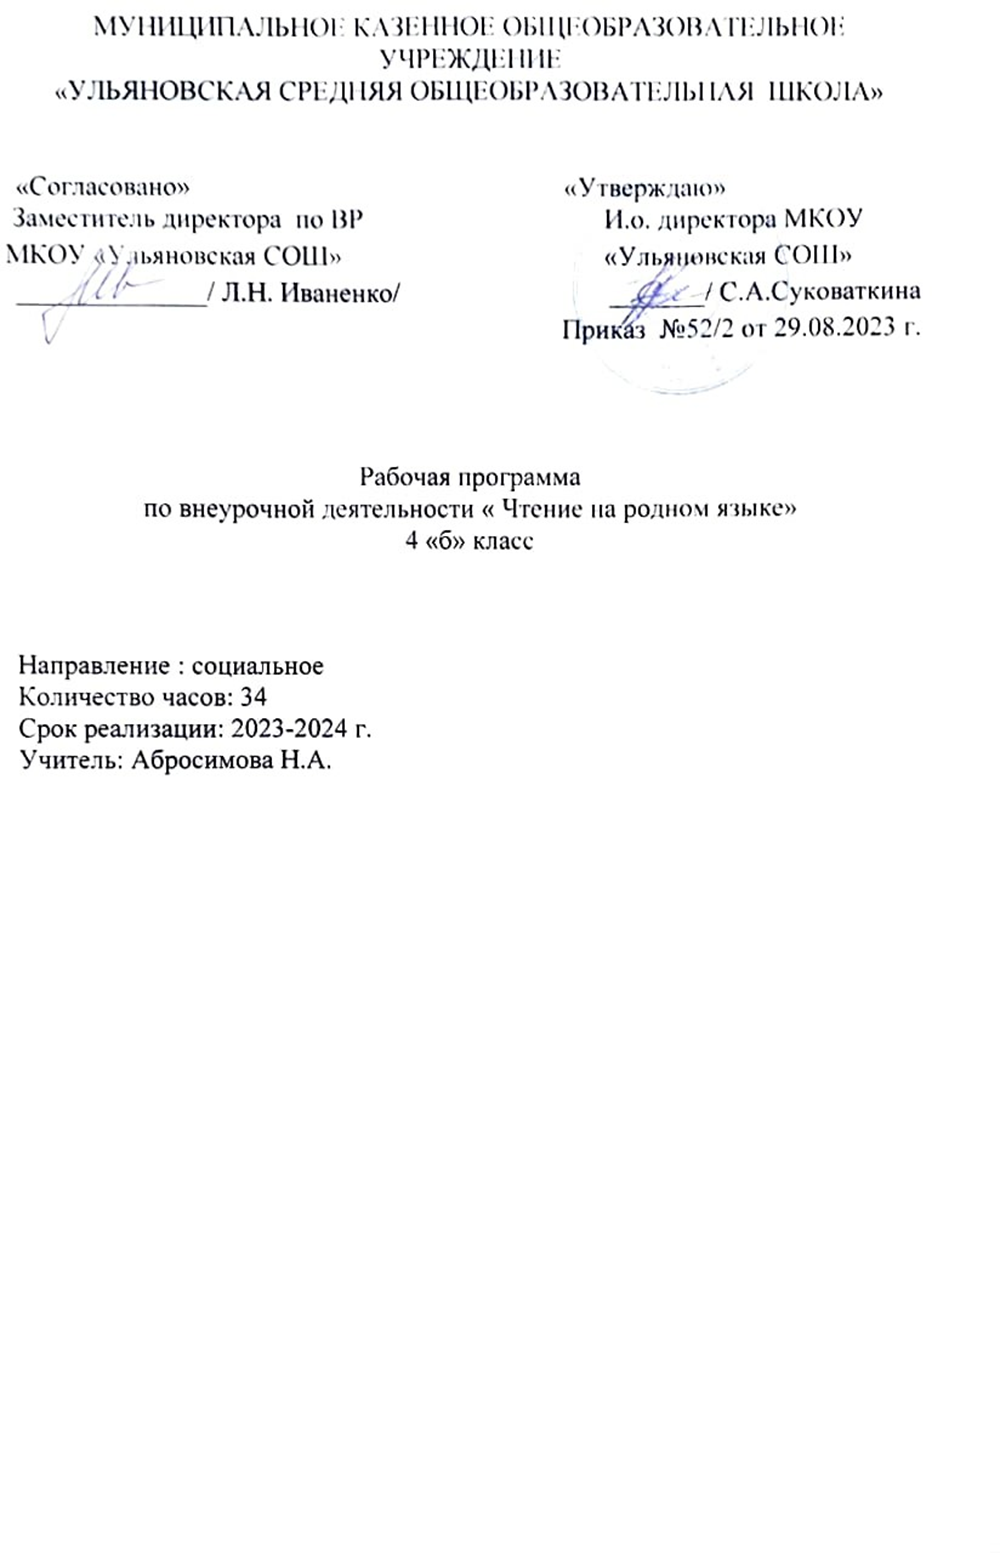 МУНИЦИПАЛЬНОЕ КАЗЕННОЕ ОБЩЕОБРАЗОВАТЕЛЬНОЕ
УЧРЕЖДЕНИЕ
«УЛЬЯНОВСКАЯ СРЕДНЯЯ ОБЩЕОБРАЗОВАТЕЛЬНАЯ ШКОЛА»
«Согласовано»
Заместитель директора по ВР
МКОУ «Ульяновская СОШ»
______________/ Л.Н. Иваненко/
«Утверждаю»
И.о. директора МКОУ
«Ульяновская СОШ»
_______/ С.А.Суковаткина
Приказ №52/2 от 29.08.2023 г.
Рабочая программа
по внеурочной деятельности « Чтение на родном языке»
4 «б» класс
Направление : социальное
Количество часов: 34
Срок реализации: 2023-2024 г.
Учитель: Абросимова Н.А.